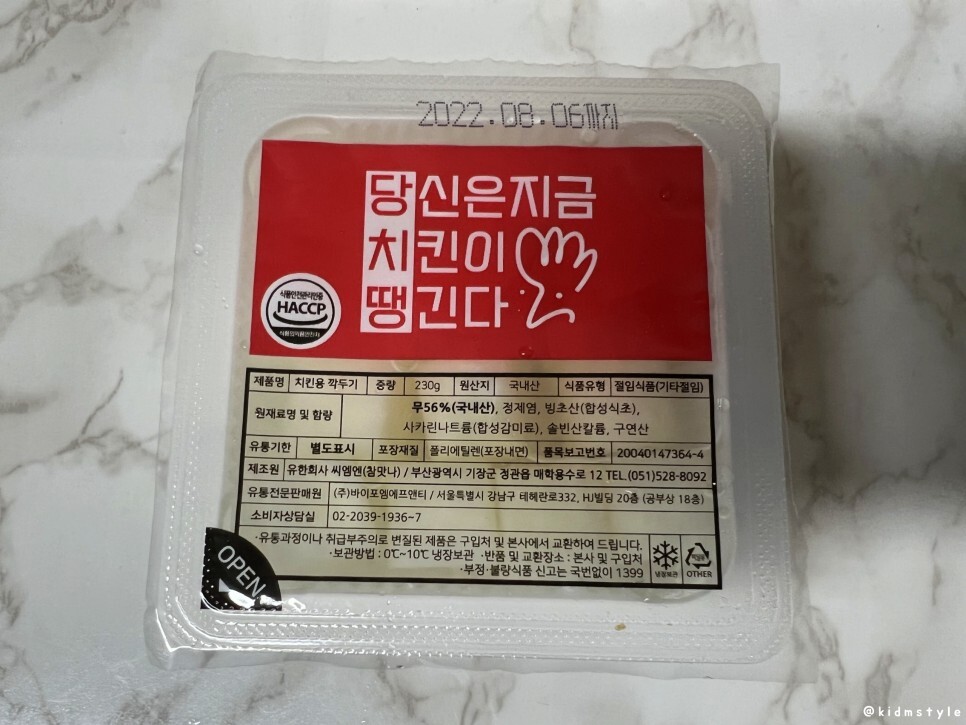 2022.08.06까지
당신은지금
치킨이
땡긴다
식품안전관리인증
HACCP
식품의약품안전처
제품명 치킨용 깍두기 중량 230g 원산지 국내산 식품유형 절임식품(기타절임)
원재료명 및 함량 무56%(국내산), 정제염, 빙초산(합성식초),
사카린나트륨(합성감미료), 솔빈산칼륨, 구연산
유통기한 별도표시 포장재질 폴리에틸렌(포장내면) 품목보고번호 20040147364-4
제조원 유한회사 씨엠엔(참맛나) / 부산광역시 기장군 정관읍 매학용수로 12 TEL.(051)528-8092
유통전문판매원 (주)바이포엠에프앤티 / 서울특별시 강남구 테헤란로332, HJ빌딩 20층 (공부상 18층)
소비자상담실 02-2039-1936~7
·유통과정이나 취급부주의로 변질된 제품은 구입처 및 본사에서 교환하여 드립니다.
·보관방법 : 0℃~10℃ 냉장보관 ·반품 및 교환장소 : 본사 및 구입처
·부정·불량식품 신고는 국번없이 1399
냉장보관
OTHER
OPEN
@kidmstyle